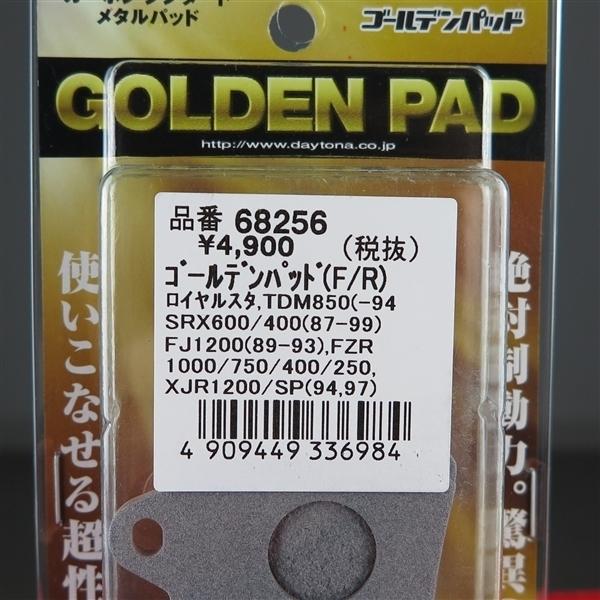 メタルパッド
ゴールデンパッド
GOLDEN PAD
http://www.daytona.co.jp
品番 68256
¥4,900 (税抜)
ｺﾞｰﾙﾃﾞﾝﾊﾟｯﾄﾞ(F/R)
ロイヤルスタ,TDM850(-94
SRX600/400(87-99)
FJ1200(89-93),FZR
1000/750/400/250,
XJR1200/SP(94,97)
4 909449 336984
絶対制動力。驚異の
使いこなせる超性